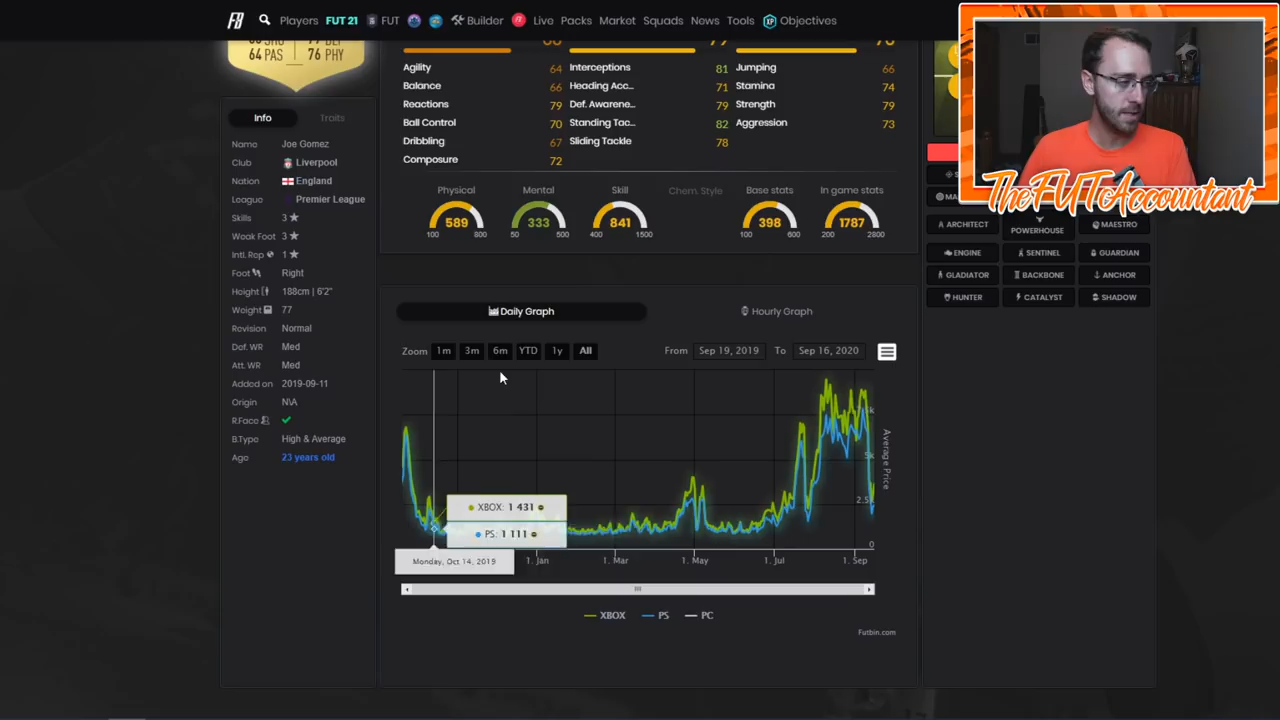 FB Players FUT 21 FUT Builder Live Packs Market Squads News Tools Objectives
64 PAS 76 PHY
Agility 64 Interceptions 81 Jumping 66
Balance 66 Heading Acc... 71 Stamina 74
Reactions 79 Def. Awarene... 79 Strength 79
Ball Control 70 Standing Tac... 82 Aggression 73
Dribbling 67 Sliding Tackle 78
Composure 72
Info Traits
Name Joe Gomez
Club Liverpool
Nation England
League Premier League
Skills 3
Weak Foot 3
Intl. Rep 1
Foot Right
Height 188cm | 6'2"
Weight 77
Revision Normal
Def. WR Med
Att. WR Med
Added on 2019-09-11
Origin N\A
R.Face
B.Type High & Average
Age 23 years old
Physical Mental Skill Chem. Style Base stats In game stats
589 333 841 398 1787
100 800 50 500 400 1500 100 600 200 2800
Daily Graph Hourly Graph
Zoom 1m 3m 6m YTD 1y All From Sep 19, 2019 To Sep 16, 2020
Average Price
5k
2.5k
0
XBOX: 1 431
PS: 1 111
Monday, Oct 14, 2019
1. Jan 1. Mar 1. May 1. Jul 1. Sep
XBOX PS PC
Futbin.com
TheFUTAccountant
ARCHITECT POWERHOUSE MAESTRO
ENGINE SENTINEL GUARDIAN
GLADIATOR BACKBONE ANCHOR
HUNTER CATALYST SHADOW